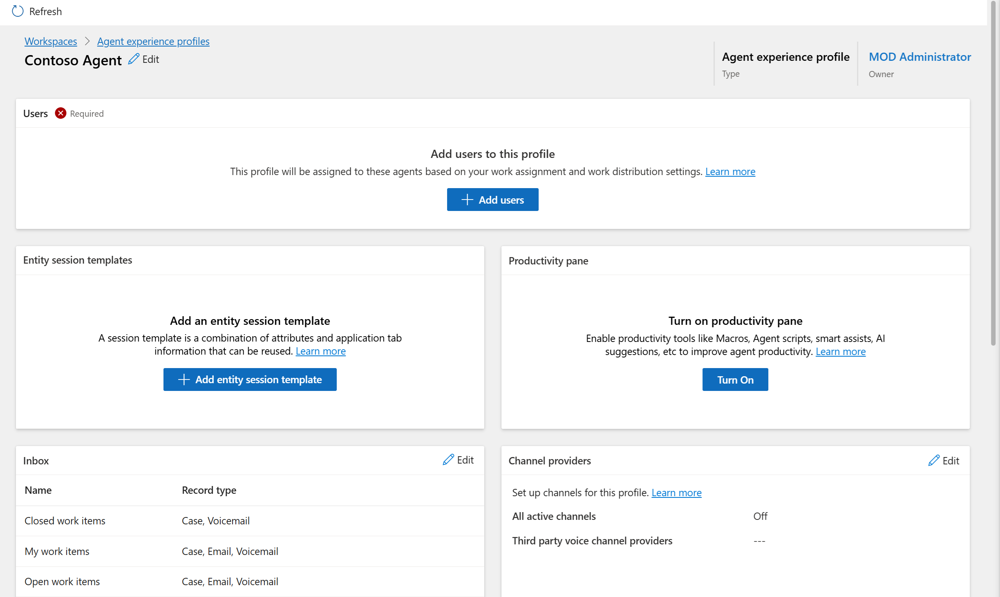 Refresh
Workspaces > Agent experience profiles
Contoso Agent Edit
Agent experience profile
Type
MOD Administrator
Owner
Users Required
Add users to this profile
This profile will be assigned to these agents based on your work assignment and work distribution settings. Learn more
Add users
Entity session templates
Add an entity session template
A session template is a combination of attributes and application tab
information that can be reused. Learn more
Add entity session template
Productivity pane
Turn on productivity pane
Enable productivity tools like Macros, Agent scripts, smart assists, AI
suggestions, etc to improve agent productivity. Learn more
Turn On
Inbox Edit
Name Record type
Closed work items Case, Voicemail
My work items Case, Email, Voicemail
Open work items Case, Email, Voicemail
Channel providers Edit
Set up channels for this profile. Learn more
All active channels Off
Third party voice channel providers ---